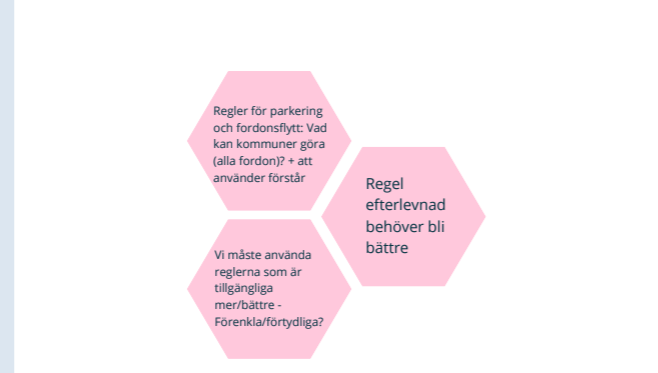 Regler för parkering
och fordonsflytt: Vad
kan kommuner göra
(alla fordon)? + att
använder förstår
Regel
efterlevnad
behöver bli
bättre
Vi måste använda
reglerna som är
tillgängliga
mer/bättre -
Förenkla/förtydliga?